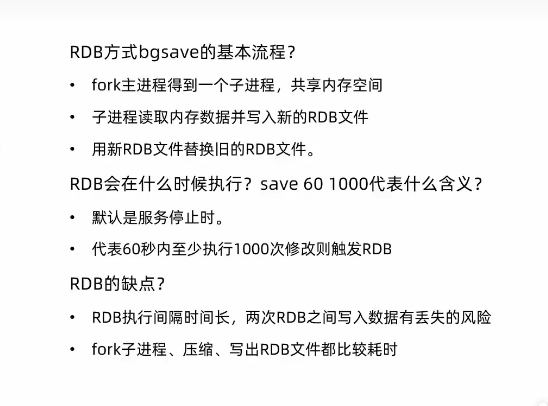 RDB方式bgsave的基本流程？
• fork主进程得到一个子进程，共享内存空间
• 子进程读取内存数据并写入新的RDB文件
• 用新RDB文件替换旧的RDB文件。
RDB会在什么时候执行？save 60 1000代表什么含义？
• 默认是服务停止时。
• 代表60秒内至少执行1000次修改则触发RDB
RDB的缺点？
• RDB执行间隔时间长，两次RDB之间写入数据有丢失的风险
• fork子进程、压缩、写出RDB文件都比较耗时